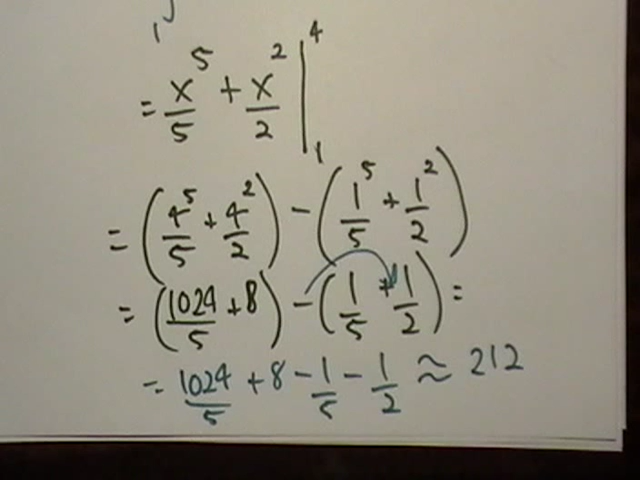 1
= x^5/5 + x^2/2 |_1^4
= (4^5/5 + 4^2/2) - (1^5/5 + 1^2/2)
= (1024/5 + 8) - (1/5 + 1/2) =
= 1024/5 + 8 - 1/5 - 1/2 ≈ 212